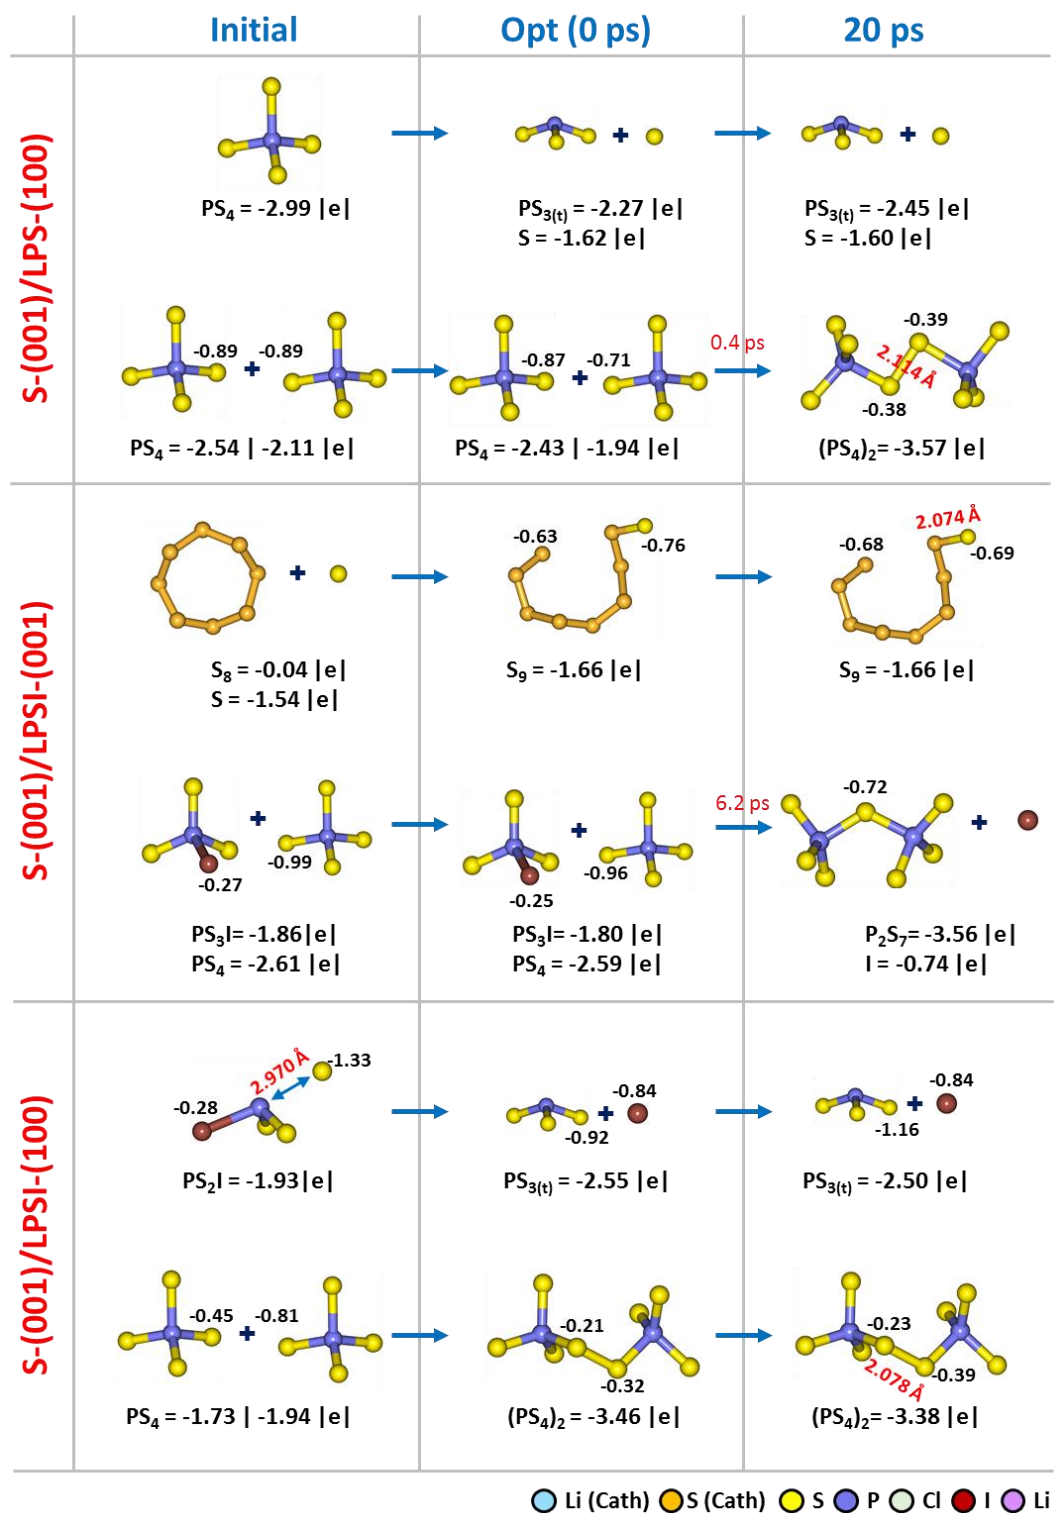 Initial Opt (0 ps) 20 ps
S-(001)/LPS-(100)
PS4 = -2.99 |e| PS3(t) = -2.27 |e| PS3(t) = -2.45 |e|
S = -1.62 |e| S = -1.60 |e|
-0.89 -0.89 -0.87 -0.71 0.4 ps -0.39
2.114 Å
-0.38
PS4 = -2.54 | -2.11 |e| PS4 = -2.43 | -1.94 |e| (PS4)2= -3.57 |e|
S-(001)/LPSI-(001)
-0.63 -0.76 2.074 Å
-0.68 -0.69
S8 = -0.04 |e| S9 = -1.66 |e| S9 = -1.66 |e|
S = -1.54 |e|
-0.99 -0.96 6.2 ps -0.72
-0.27 -0.25
PS3I= -1.86|e| PS3I= -1.80 |e| P2S7= -3.56 |e|
PS4 = -2.61 |e| PS4 = -2.59 |e| I = -0.74 |e|
S-(001)/LPSI-(100)
2.970 Å -1.33
-0.28 -0.84 -0.84
-0.92 -1.16
PS2I = -1.93|e| PS3(t) = -2.55 |e| PS3(t) = -2.50 |e|
-0.45 -0.81 -0.21 -0.23
-0.32 2.078 Å -0.39
PS4 = -1.73 | -1.94 |e| (PS4)2 = -3.46 |e| (PS4)2= -3.38 |e|
Li (Cath) S (Cath) S P Cl I Li